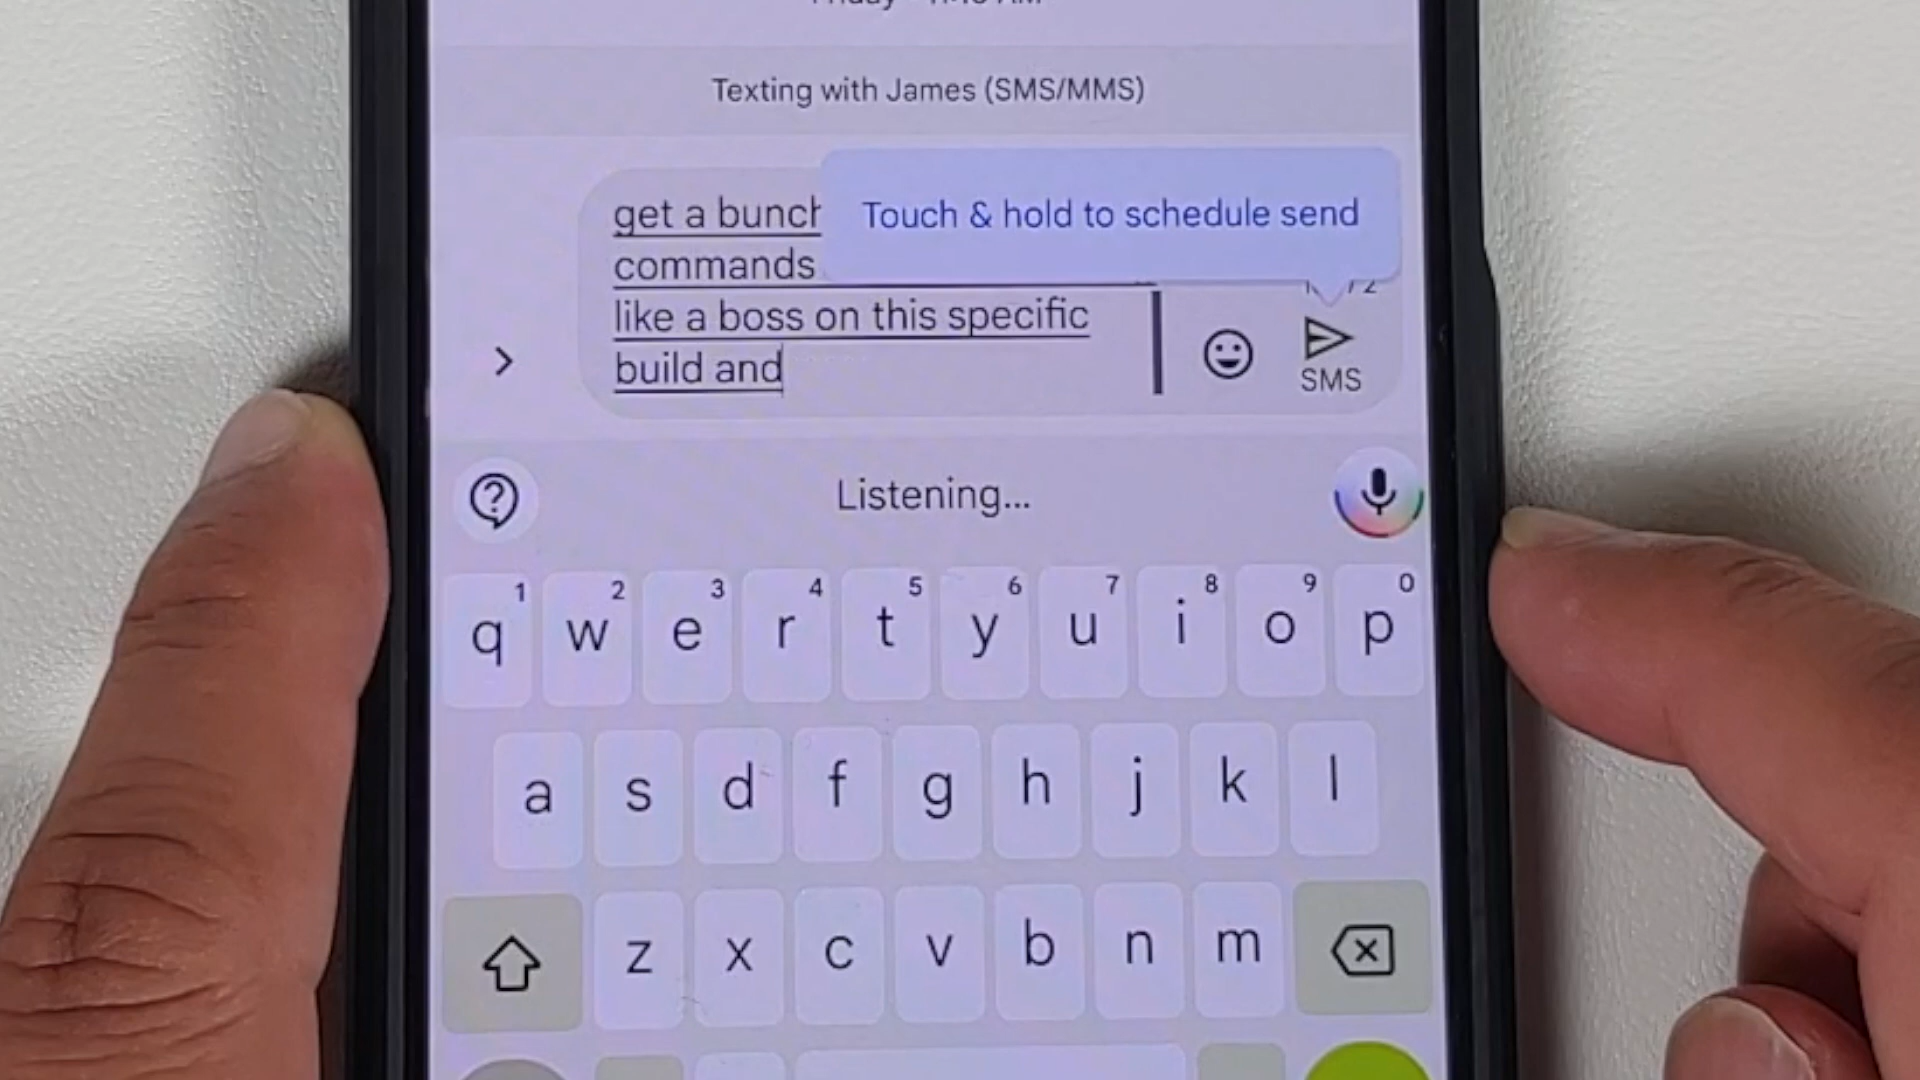 Texting with James (SMS/MMS)
get a bunch
Touch & hold to schedule send
commands
like a boss on this specific
build and
SMS
Listening...
1 2 3 4 5 6 7 8 9 0
q w e r t y u i o p
a s d f g h j k l
z x c v b n m